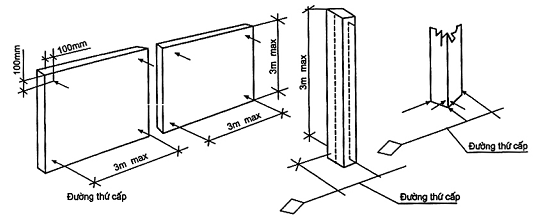 100mm
100mm
3m max
3m max
3m max
Đường thứ cấp
3m max
Đường thứ cấp
Đường thứ cấp